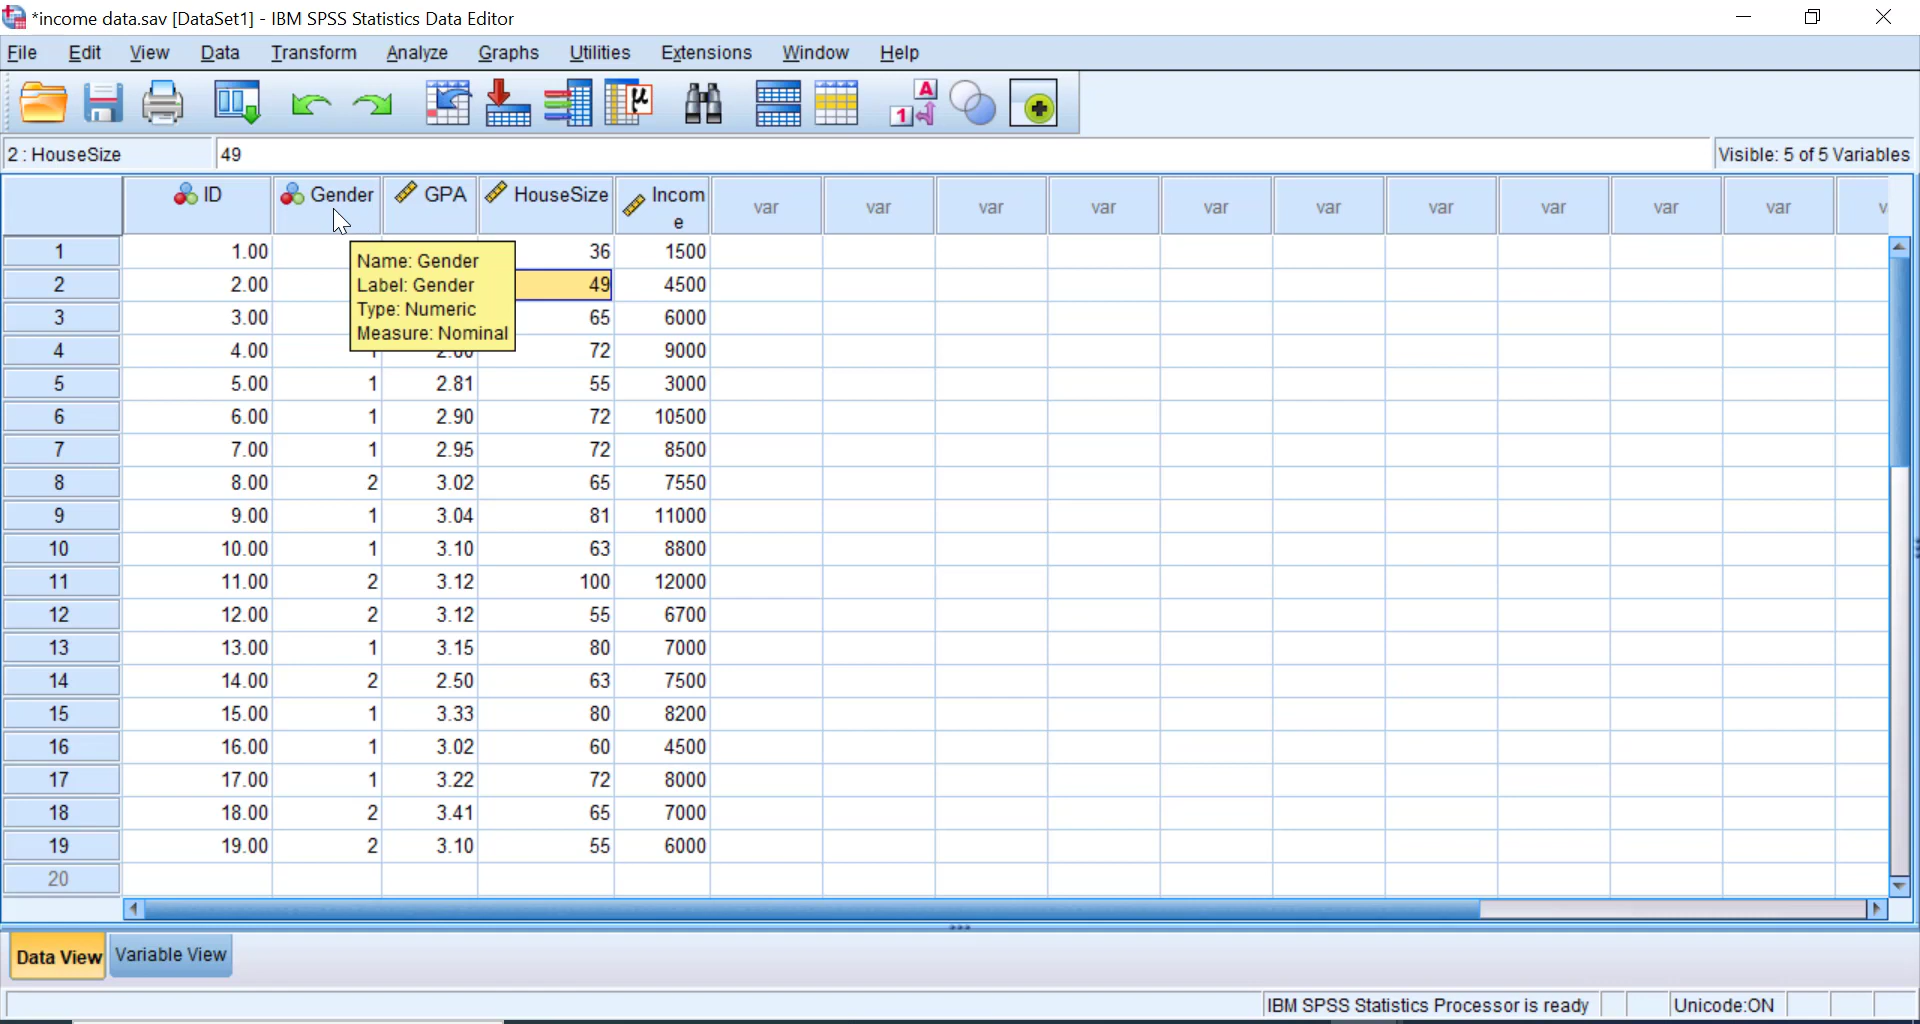 *income data.sav [DataSet1] - IBM SPSS Statistics Data Editor
File Edit View Data Transform Analyze Graphs Utilities Extensions Window Help
2 : HouseSize 49 Visible: 5 of 5 Variables
ID Gender GPA HouseSize Incom
e
var var var var var var var var var var
1 1.00 36 1500
2 2.00 49 4500
3 3.00 65 6000
4 4.00 72 9000
Name: Gender
Label: Gender
Type: Numeric
Measure: Nominal
5 5.00 1 2.81 55 3000
6 6.00 1 2.90 72 10500
7 7.00 1 2.95 72 8500
8 8.00 2 3.02 65 7550
9 9.00 1 3.04 81 11000
10 10.00 1 3.10 63 8800
11 11.00 2 3.12 100 12000
12 12.00 2 3.12 55 6700
13 13.00 1 3.15 80 7000
14 14.00 2 2.50 63 7500
15 15.00 1 3.33 80 8200
16 16.00 1 3.02 60 4500
17 17.00 1 3.22 72 8000
18 18.00 2 3.41 65 7000
19 19.00 2 3.10 55 6000
20
Data View Variable View
IBM SPSS Statistics Processor is ready Unicode:ON